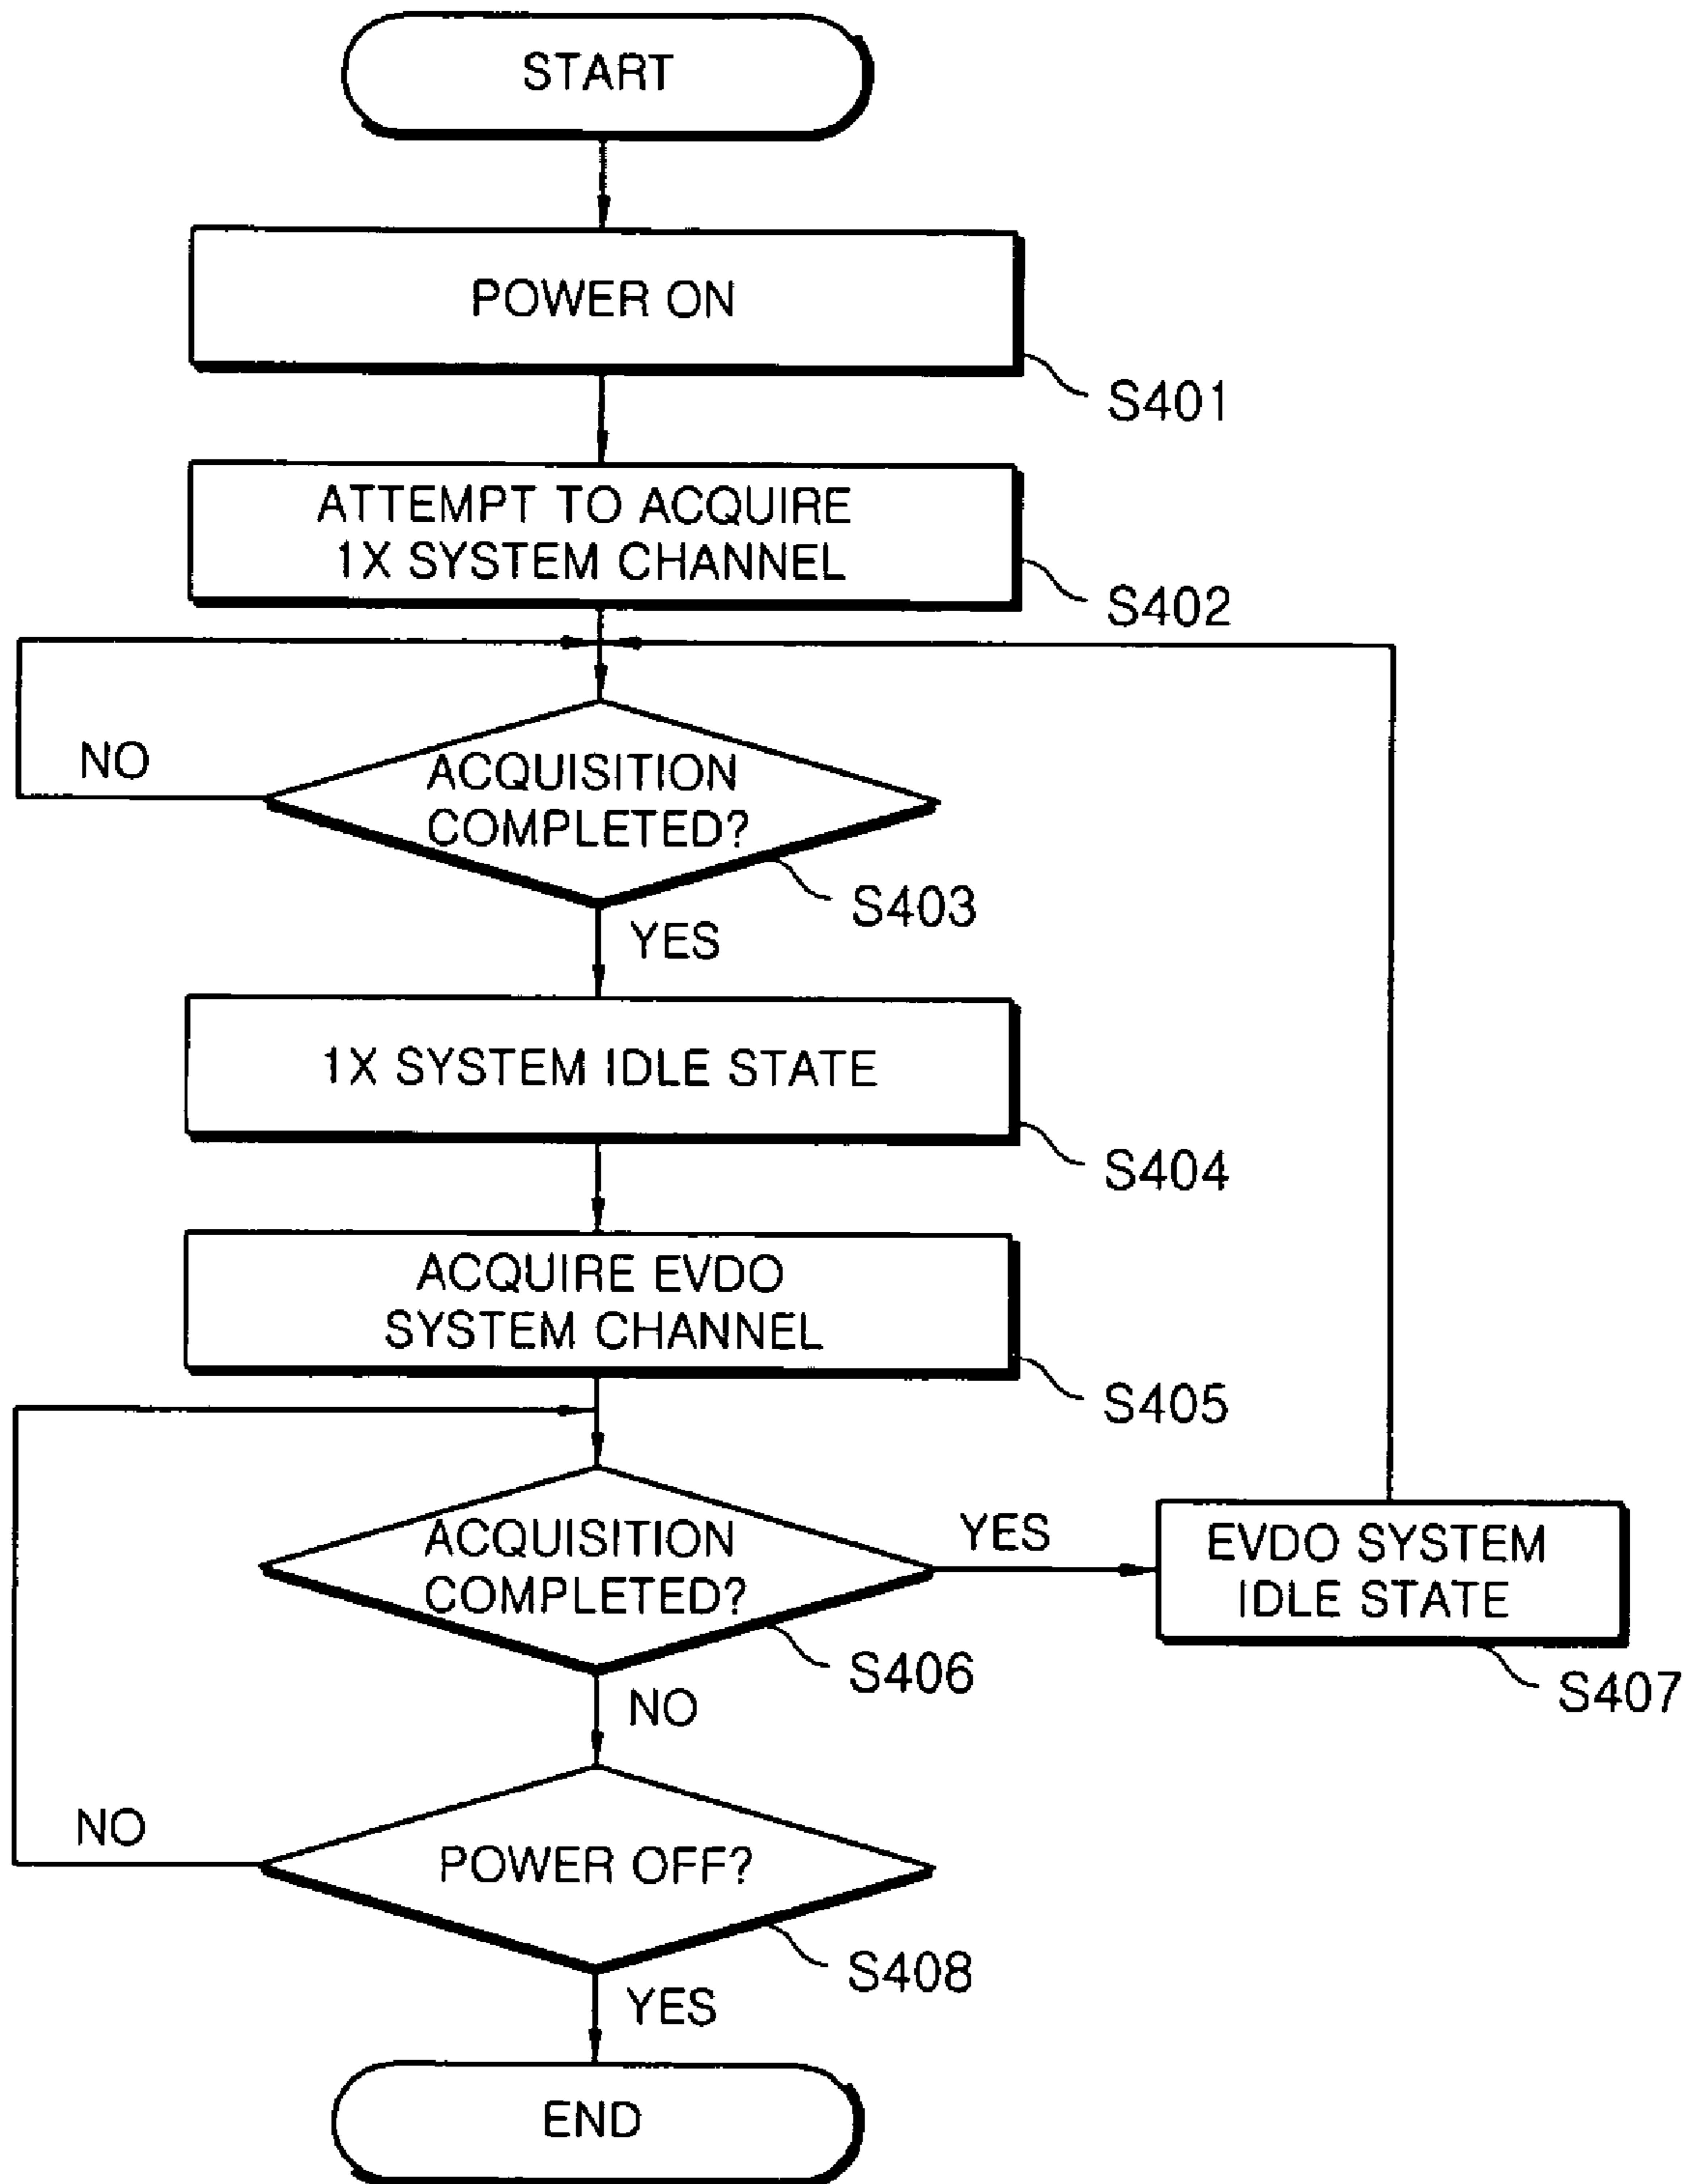 START
POWER ON
S401
ATTEMPT TO ACQUIRE
1X SYSTEM CHANNEL
S402
NO
ACQUISITION
COMPLETED?
S403
YES
1X SYSTEM IDLE STATE
S404
ACQUIRE EVDO
SYSTEM CHANNEL
S405
ACQUISITION
COMPLETED?
S406
YES
EVDO SYSTEM
IDLE STATE
S407
NO
NO
POWER OFF?
S408
YES
END